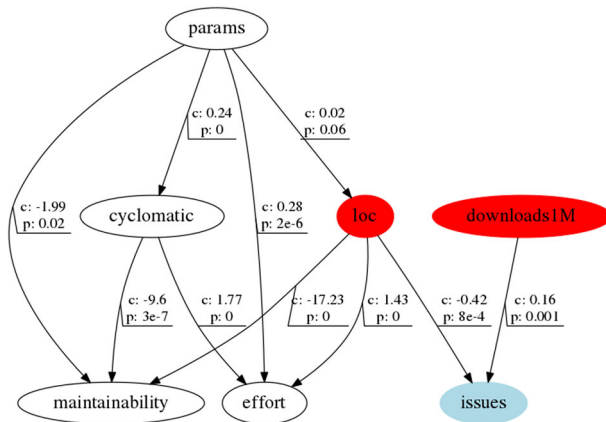 params
c: 0.24
p: 0
c: 0.02
p: 0.06
c: -1.99
p: 0.02
cyclomatic
c: 0.28
p: 2e-6
loc
downloads1M
c: -9.6
p: 3e-7
c: 1.77
p: 0
c: -17.23
p: 0
c: 1.43
p: 0
c: -0.42
p: 8e-4
c: 0.16
p: 0.001
maintainability
effort
issues